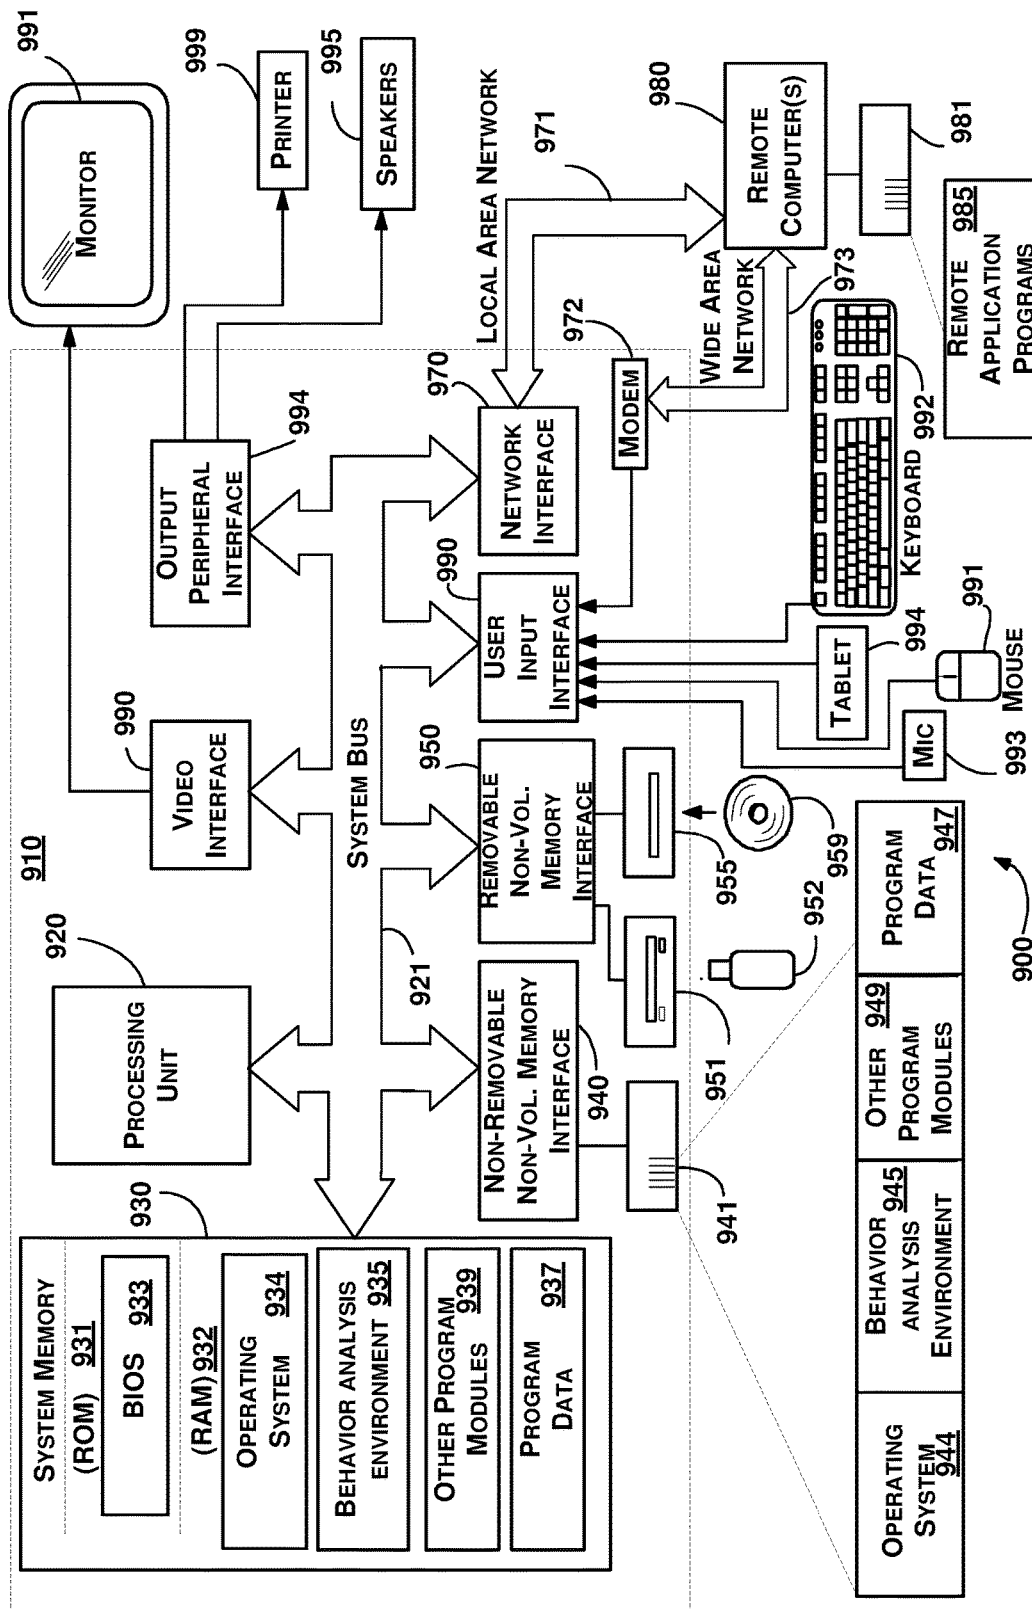 910
SYSTEM MEMORY
(ROM) 931
BIOS 933
(RAM) 932
OPERATING
SYSTEM 934
BEHAVIOR ANALYSIS
ENVIRONMENT 935
OTHER PROGRAM
MODULES 939
PROGRAM
DATA 937
930
PROCESSING
UNIT
920
VIDEO
INTERFACE
990
OUTPUT
PERIPHERAL
INTERFACE
994
MONITOR
991
PRINTER
999
SPEAKERS
995
SYSTEM BUS
921
NON-REMOVABLE
NON-VOL. MEMORY
INTERFACE
940
REMOVABLE
NON-VOL.
MEMORY
INTERFACE
950
USER
INPUT
INTERFACE
990
NETWORK
INTERFACE
970
LOCAL AREA NETWORK
971
MODEM
972
WIDE AREA
NETWORK
973
REMOTE
COMPUTER(S)
980
981
REMOTE 985
APPLICATION
PROGRAMS
941
951
952
955
959
MIC
993
MOUSE
991
TABLET
994
KEYBOARD
992
OPERATING
SYSTEM 944
BEHAVIOR
ANALYSIS 945
ENVIRONMENT
OTHER 949
PROGRAM
MODULES
PROGRAM
DATA 947
900